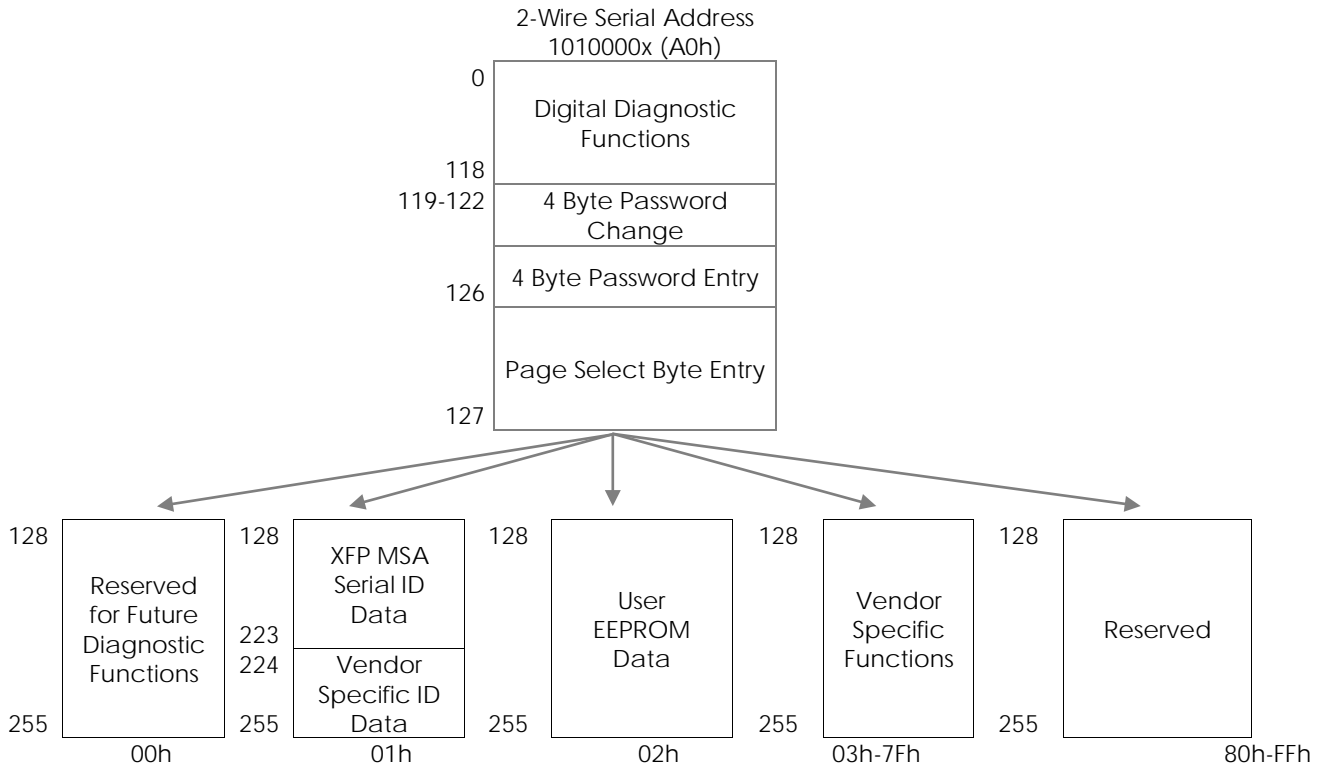 2-Wire Serial Address
1010000x (A0h)
0
Digital Diagnostic
Functions
118
119-122
4 Byte Password
Change
4 Byte Password Entry
126
Page Select Byte Entry
127
128
Reserved
for Future
Diagnostic
Functions
255
00h
128
XFP MSA
Serial ID
Data
223
224
Vendor
Specific ID
Data
255
01h
128
User
EEPROM
Data
255
02h
128
Vendor
Specific
Functions
255
03h-7Fh
128
Reserved
255
80h-FFh